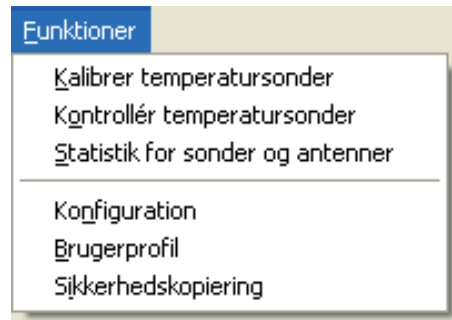 Funktioner
Kalibrer temperatursonder
Kontrollér temperatursonder
Statistik for sonder og antenner
Konfiguration
Brugerprofil
Sikkerhedskopiering